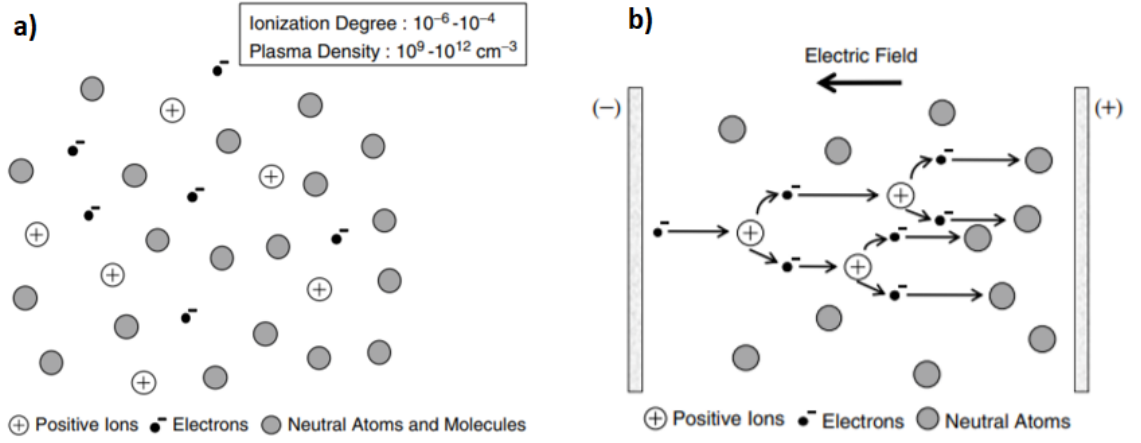 a)
Ionization Degree : 10⁻⁶ -10⁻⁴
Plasma Density : 10⁹ -10¹² cm⁻³
Positive Ions Electrons Neutral Atoms and Molecules
b)
Electric Field
(−) (+)
Positive Ions Electrons Neutral Atoms